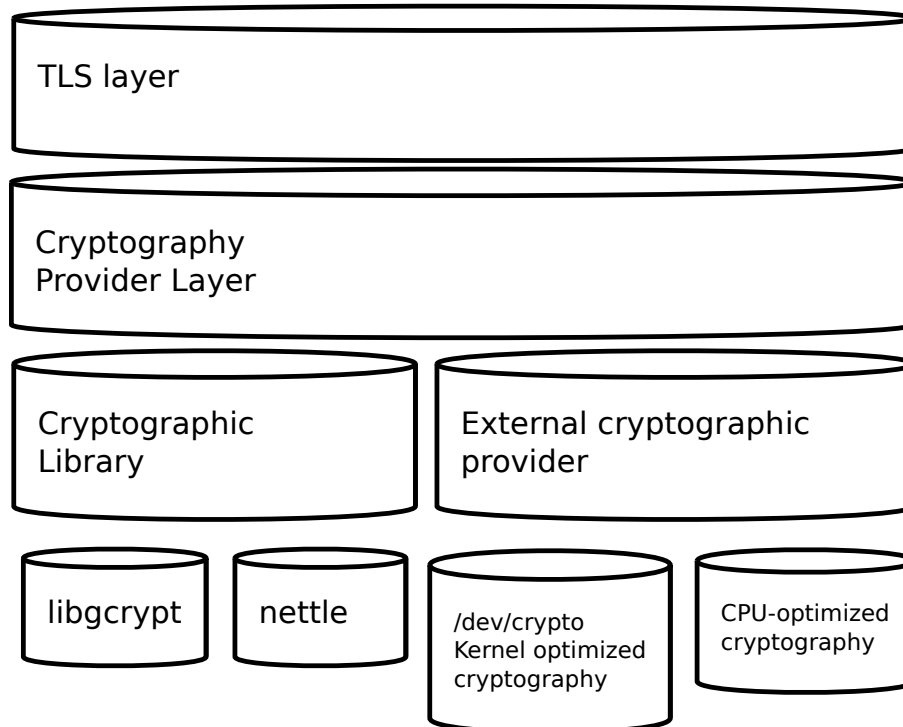 TLS layer
Cryptography
Provider Layer
Cryptographic
Library
External cryptographic
provider
libgcrypt
nettle
/dev/crypto
Kernel optimized
cryptography
CPU-optimized
cryptography